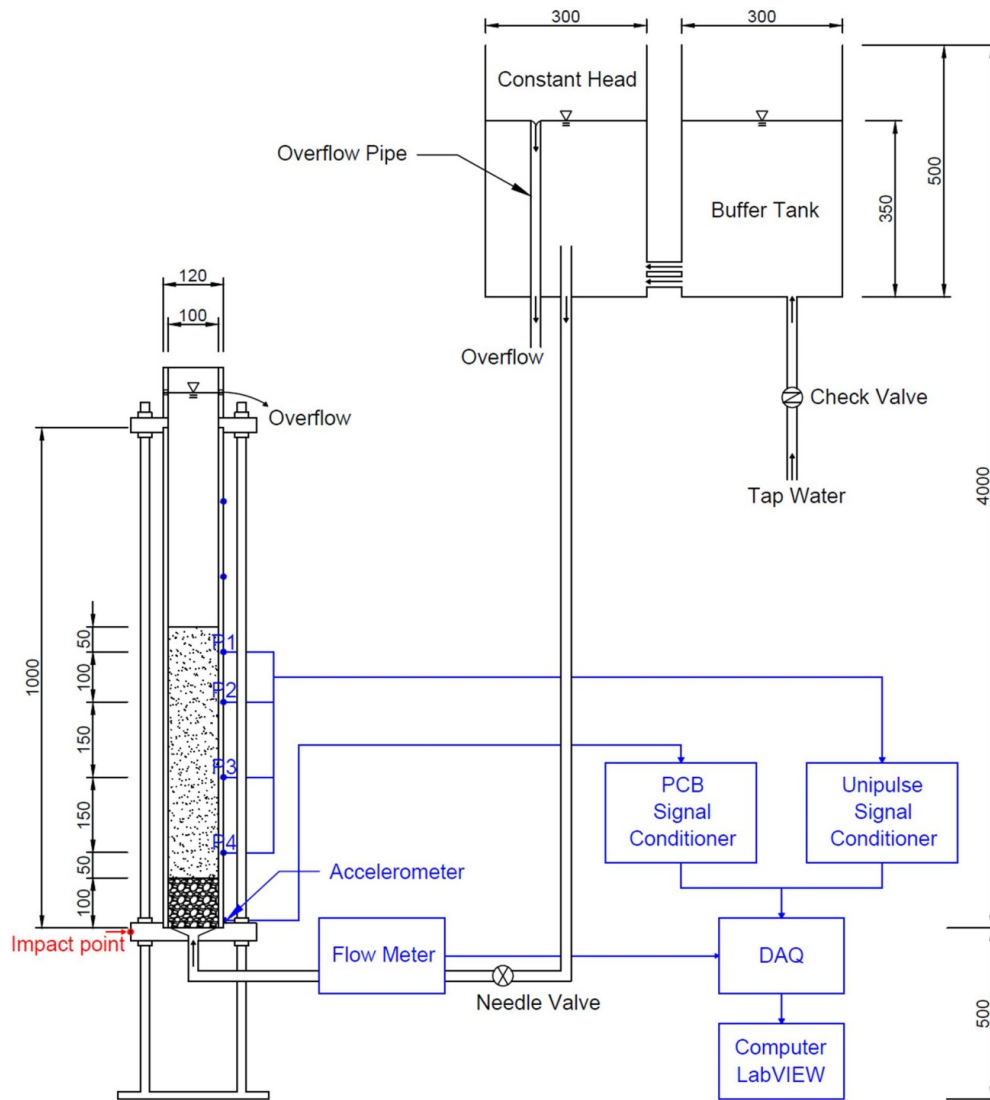 300
300
Constant Head
Overflow Pipe
Buffer Tank
350
500
120
100
Overflow
Overflow
Check Valve
Tap Water
4000
1000
50
100
150
150
50
100
P1
P2
P3
P4
PCB
Signal
Conditioner
Unipulse
Signal
Conditioner
Accelerometer
Impact point
Flow Meter
Needle Valve
DAQ
Computer
LabVIEW
500